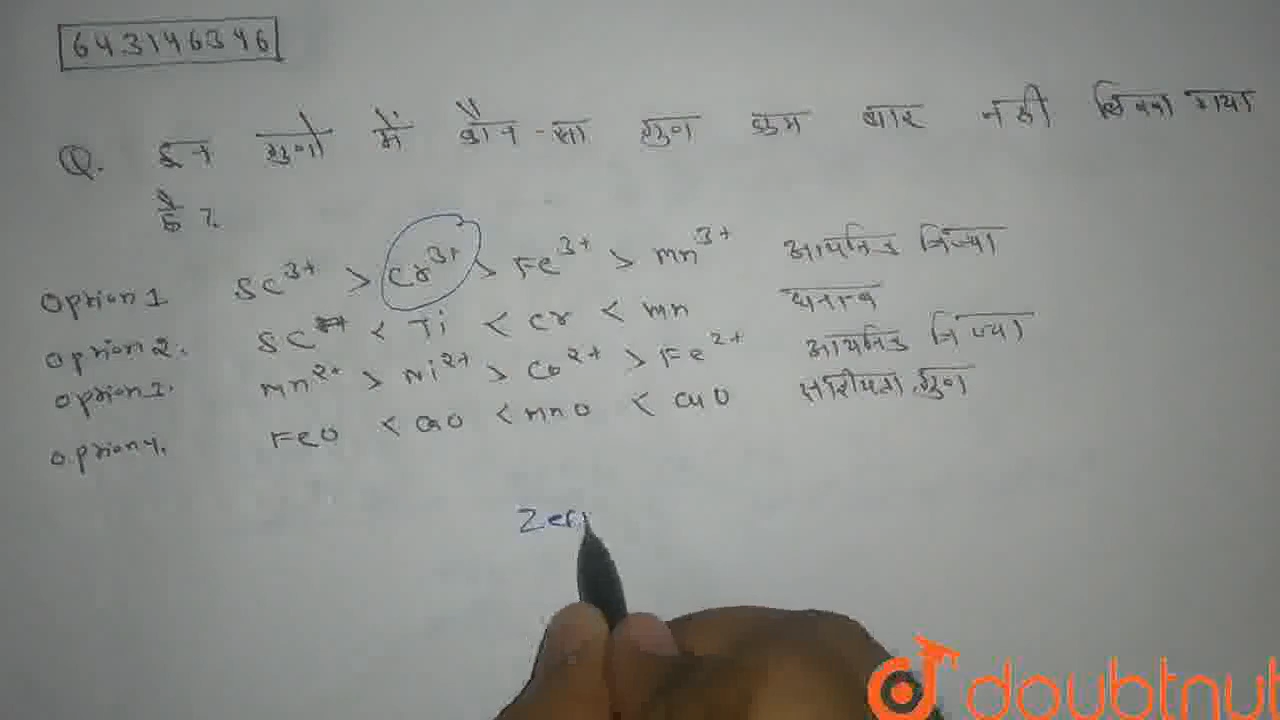 643146346
Q. इन गुणो में कौन-सा गुण क्रम बार नही लिखा गया
है ?
Option 1 Sc3+ > Cr3+ > Fe3+ > Mn3+ आयनिक त्रिज्या
Option 2. Sc < Ti < Cr < Mn घनत्व
Option 3. Mn2+ > Ni2+ > Co2+ > Fe2+ आयनिक त्रिज्या
Option 4. FeO < CaO < MnO < CuO क्षारीयता गुण
Zer
doubtnut